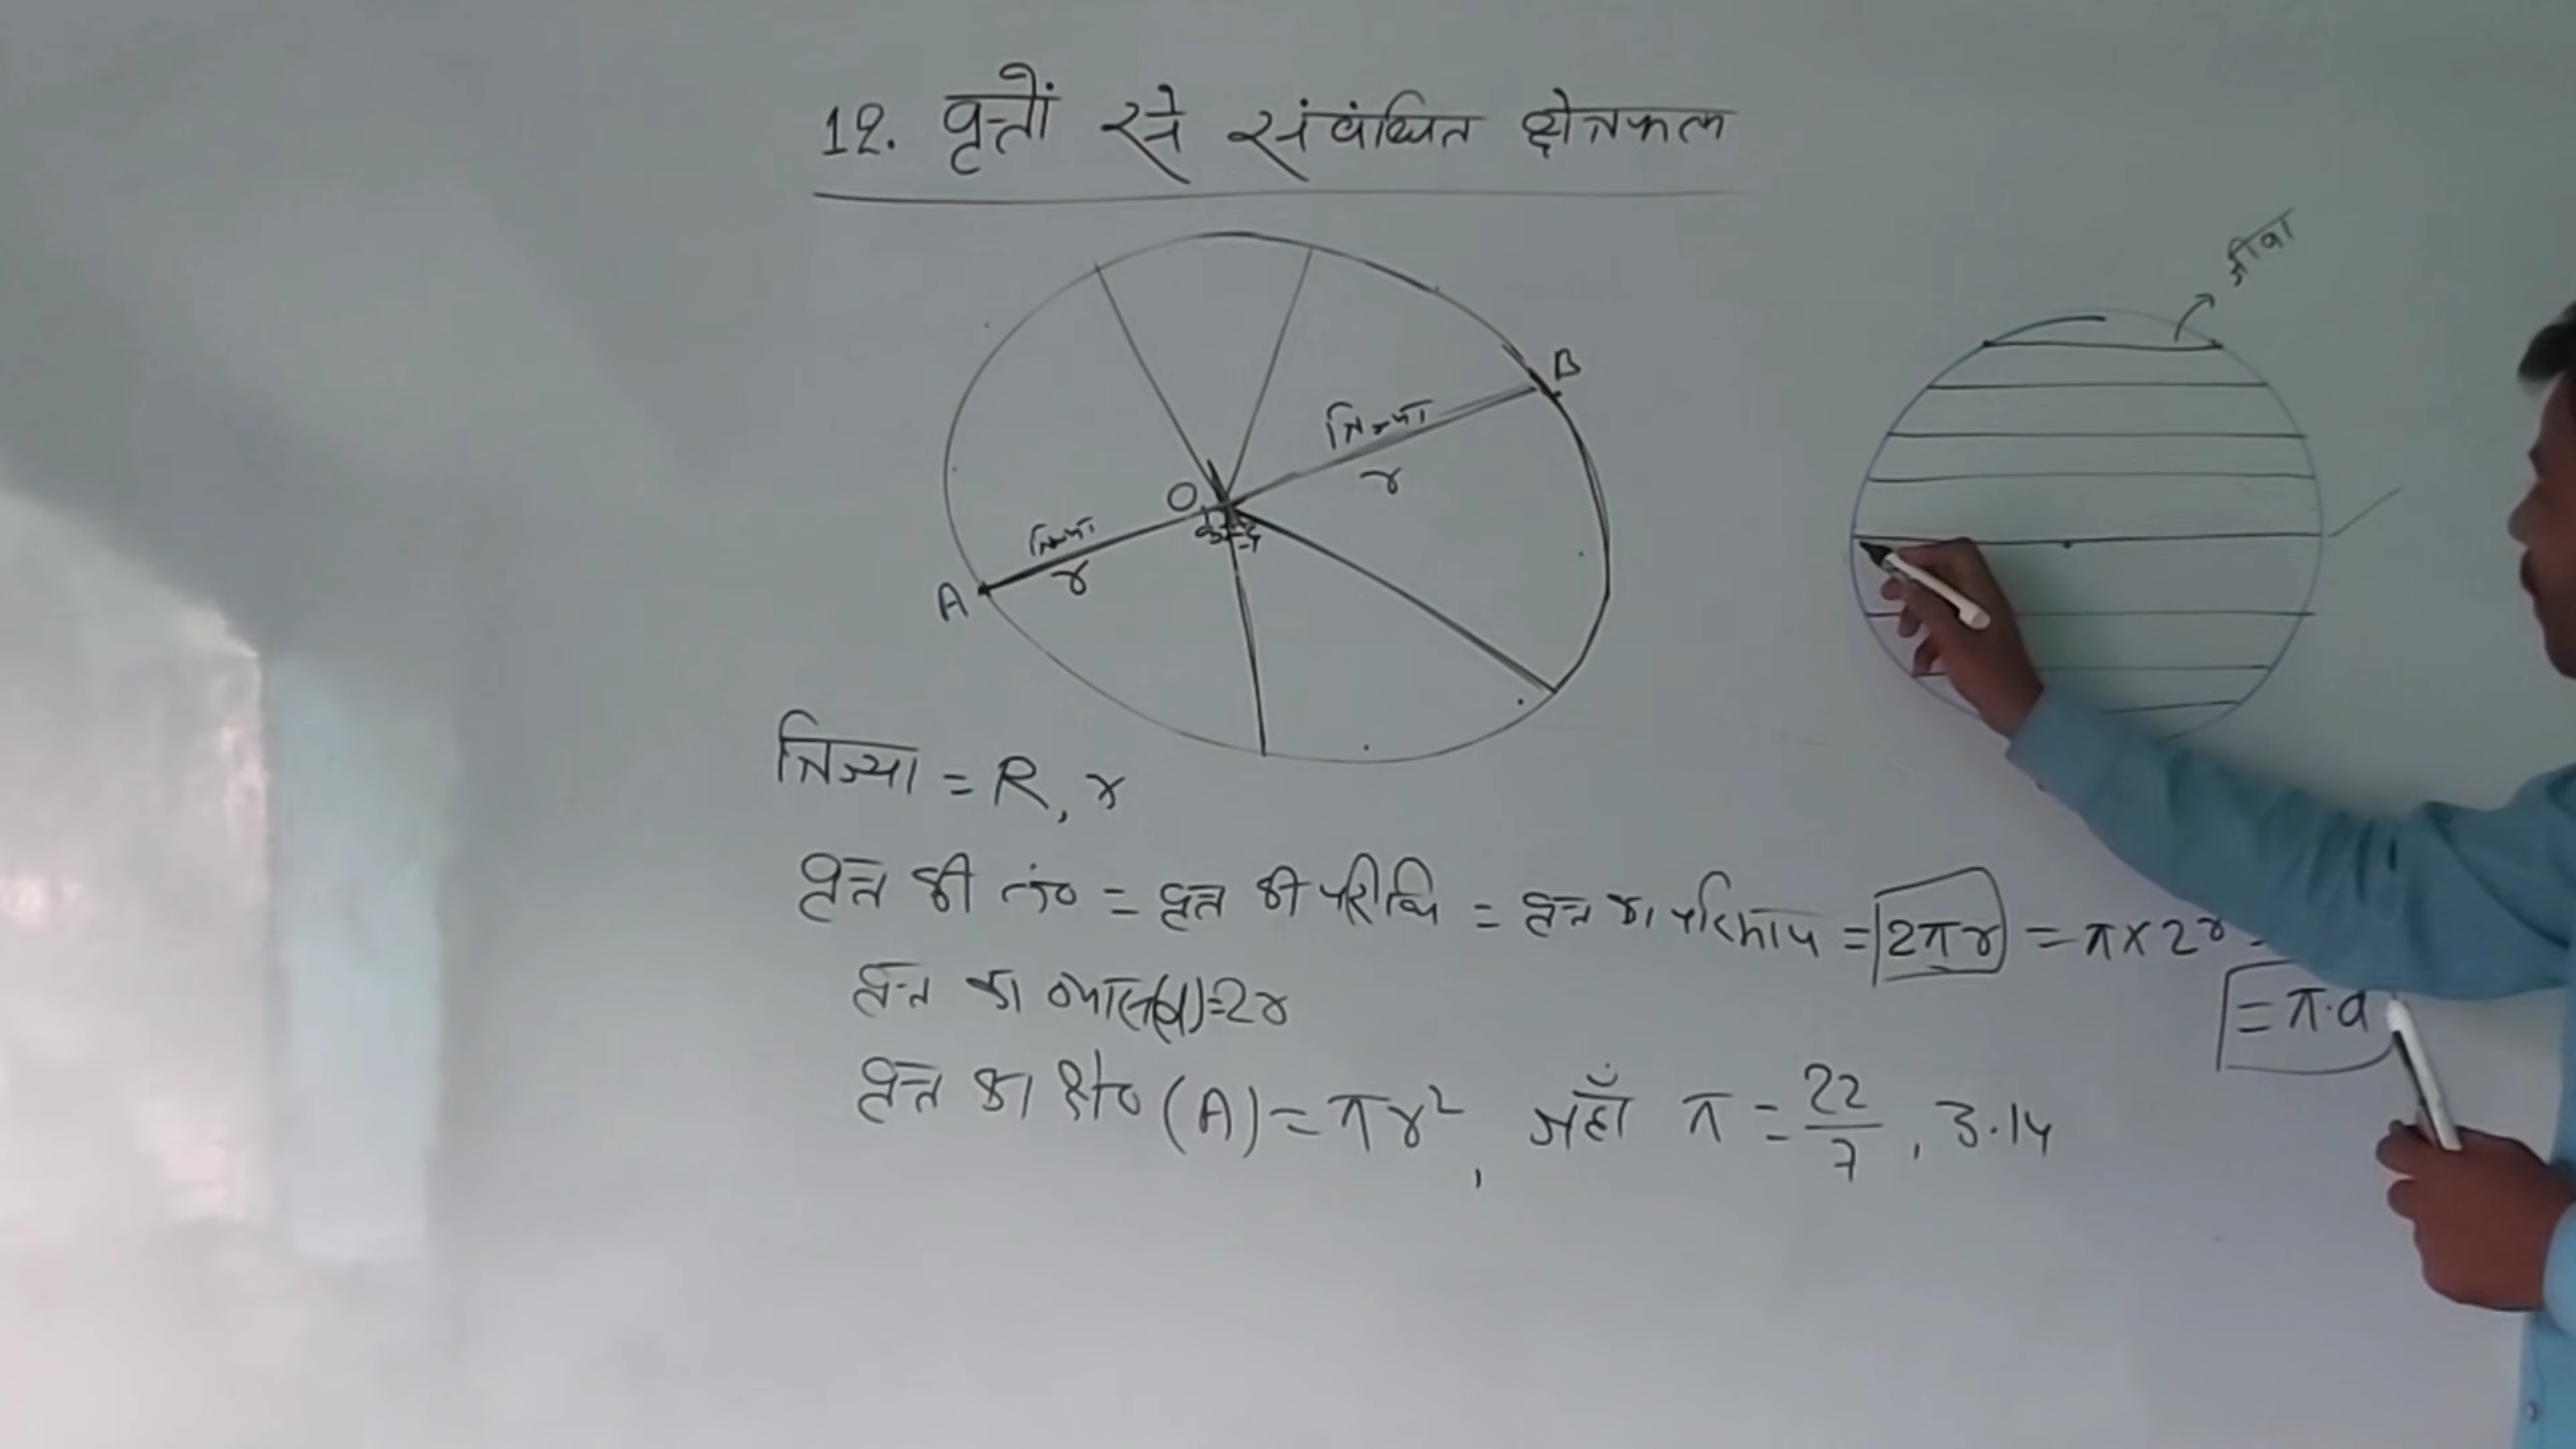 12. वृत्तों से संबंधित क्षेत्रफल
जीवा
B
त्रिज्या
r
O
केन्द्र
त्रिज्या
r
A
त्रिज्या = R, r
वृत्त की लं० = वृत्त की परिधि = वृत्त का परिमाप = 2πr = π×2r =
= π.d
वृत्त का व्यास(d)=2r
वृत्त का क्षे० (A) = πr², जहाँ π = 22/7, 3.14